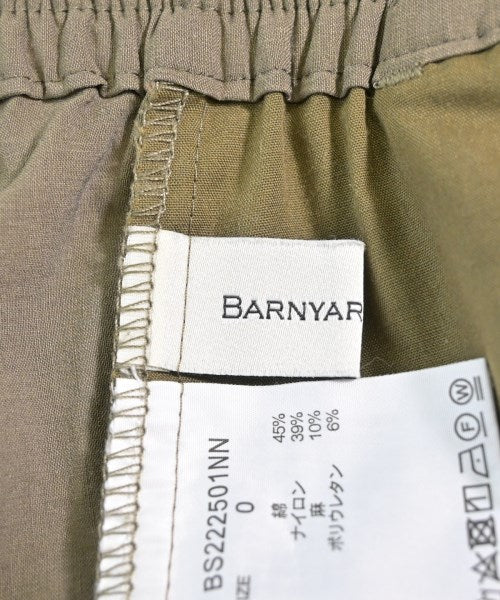 BARNYAR
BS222501NN
0
ZE
綿 45%
ナイロン 39%
麻 10%
ポリウレタン 6%
F
W